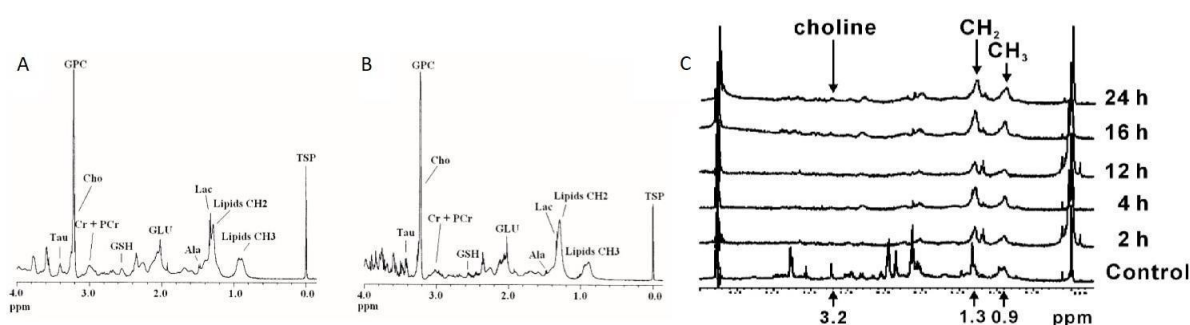 A
GPC
Cho
Tau
Cr + PCr
GSH
GLU
Ala
Lac
Lipids CH2
Lipids CH3
TSP
4.0 3.0 2.0 1.0 0.0
ppm
B
GPC
Cho
Tau
Cr + PCr
GSH
GLU
Ala
Lac
Lipids CH2
Lipids CH3
TSP
4.0 3.0 2.0 1.0 0.0
ppm
C
choline
CH₂
CH₃
24 h
16 h
12 h
4 h
2 h
Control
3.2 1.3 0.9 ppm